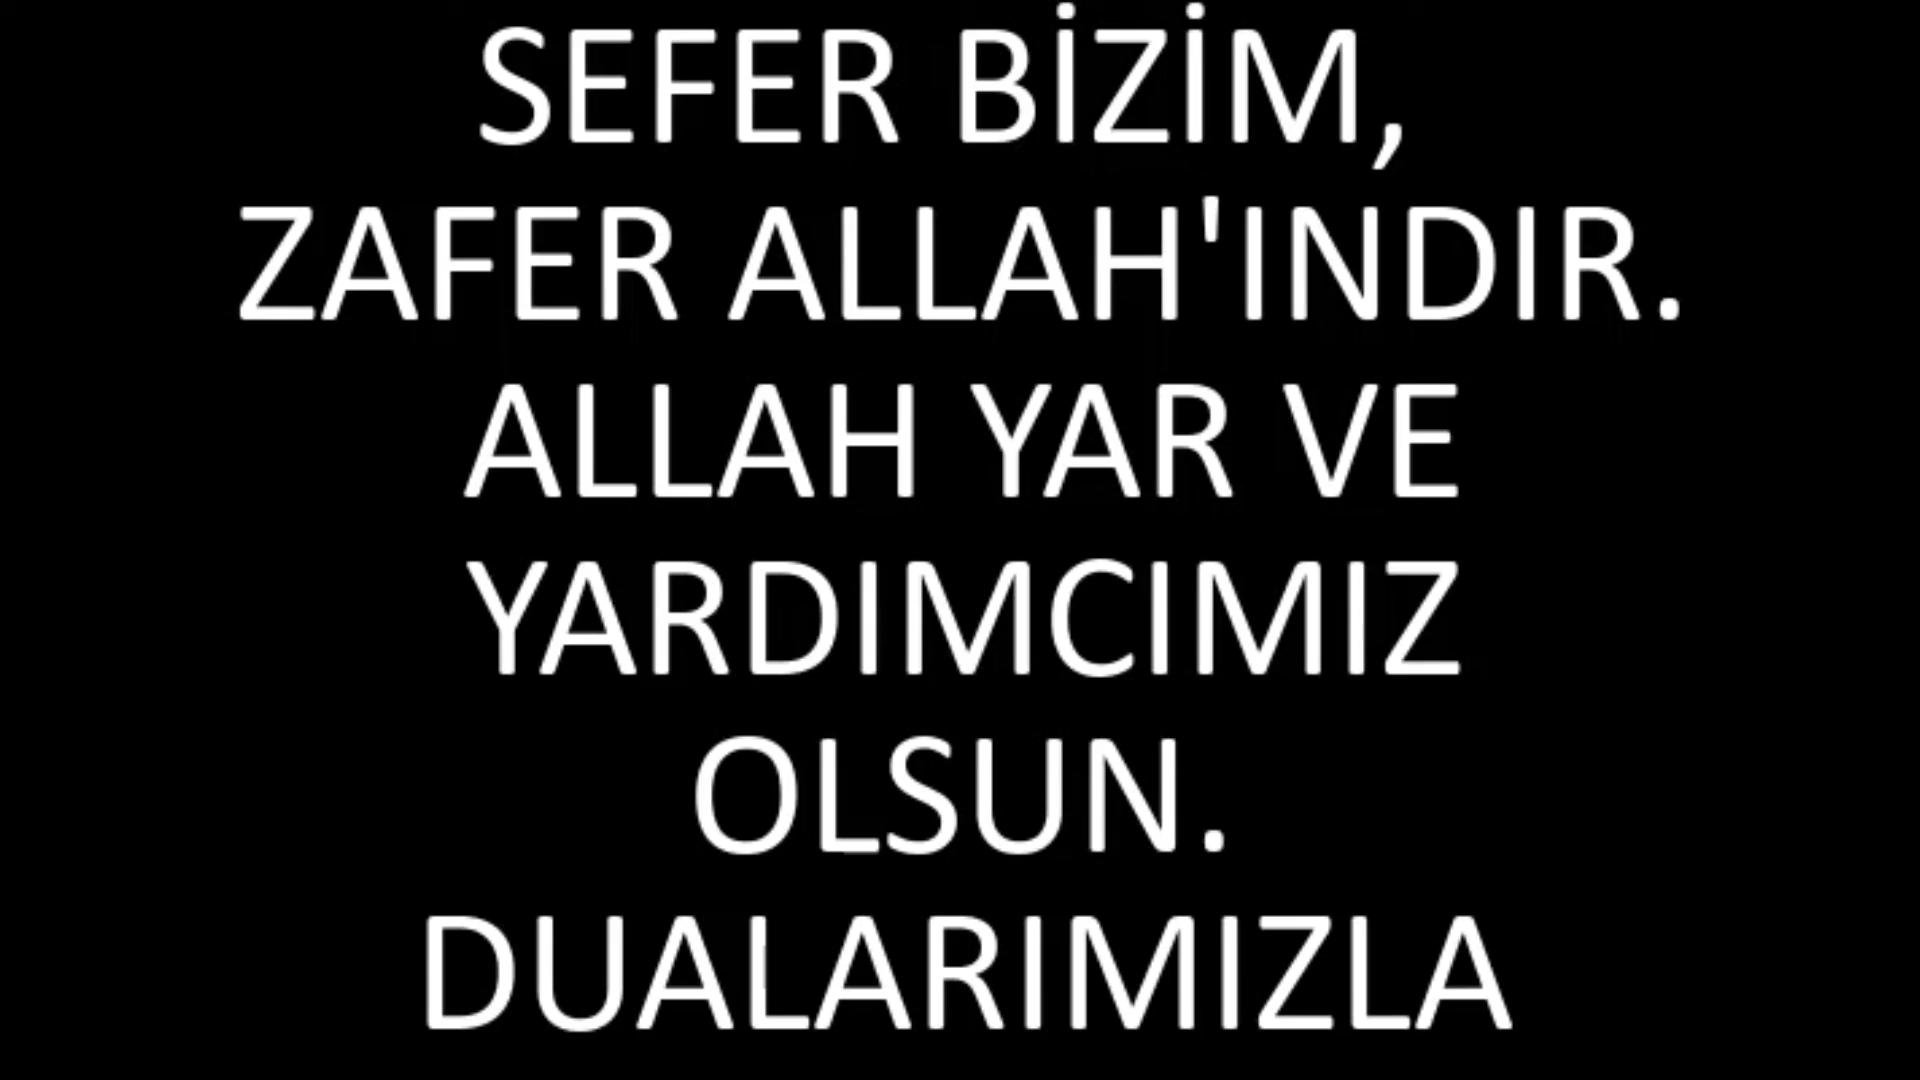 SEFER BİZİM,
ZAFER ALLAH'INDIR.
ALLAH YAR VE
YARDIMCIMIZ
OLSUN.
DUALARIMIZLA